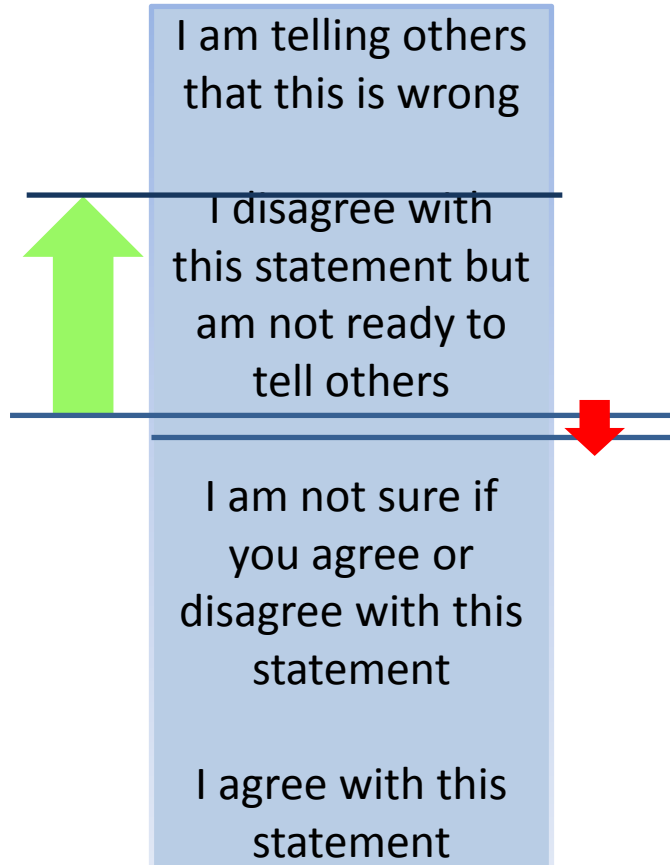 I am telling others
that this is wrong
I disagree with
this statement but
am not ready to
tell others
I am not sure if
you agree or
disagree with this
statement
I agree with this
statement